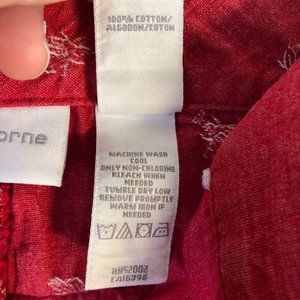 100% COTTON/
ALGODON/COTON
orne
MACHINE WASH
COOL
ONLY NON-CHLORINE
BLEACH WHEN
NEEDED
TUMBLE DRY LOW
REMOVE PROMPTLY
WARM IRON IF
NEEDED